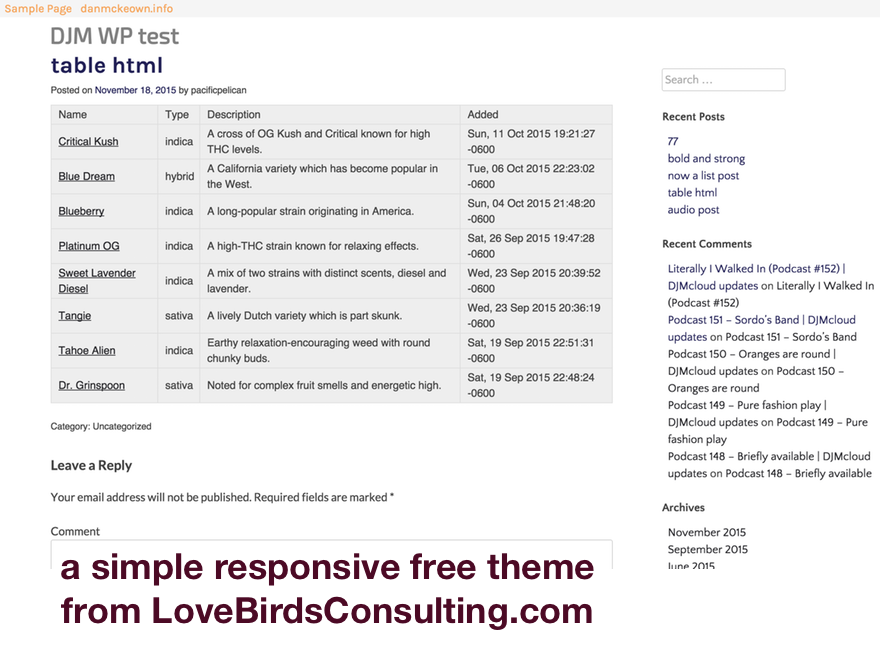 Sample Page danmckeown.info
DJM WP test
table html
Posted on November 18, 2015 by pacificpelican
Name Type Description Added
Critical Kush indica A cross of OG Kush and Critical known for high THC levels. Sun, 11 Oct 2015 19:21:27 -0600
Blue Dream hybrid A California variety which has become popular in the West. Tue, 06 Oct 2015 22:23:02 -0600
Blueberry indica A long-popular strain originating in America. Sun, 04 Oct 2015 21:48:20 -0600
Platinum OG indica A high-THC strain known for relaxing effects. Sat, 26 Sep 2015 19:47:28 -0600
Sweet Lavender Diesel indica A mix of two strains with distinct scents, diesel and lavender. Wed, 23 Sep 2015 20:39:52 -0600
Tangie sativa A lively Dutch variety which is part skunk. Wed, 23 Sep 2015 20:36:19 -0600
Tahoe Alien indica Earthy relaxation-encouraging weed with round chunky buds. Sat, 19 Sep 2015 22:51:31 -0600
Dr. Grinspoon sativa Noted for complex fruit smells and energetic high. Sat, 19 Sep 2015 22:48:24 -0600
Category: Uncategorized
Leave a Reply
Your email address will not be published. Required fields are marked *
Comment
Search …
Recent Posts
77
bold and strong
now a list post
table html
audio post
Recent Comments
Literally I Walked In (Podcast #152) |
DJMcloud updates on Literally I Walked In
(Podcast #152)
Podcast 151 – Sordo's Band | DJMcloud
updates on Podcast 151 – Sordo's Band
Podcast 150 – Oranges are round |
DJMcloud updates on Podcast 150 –
Oranges are round
Podcast 149 – Pure fashion play |
DJMcloud updates on Podcast 149 – Pure
fashion play
Podcast 148 – Briefly available | DJMcloud
updates on Podcast 148 – Briefly available
Archives
November 2015
September 2015
June 2015
a simple responsive free theme
from LoveBirdsConsulting.com